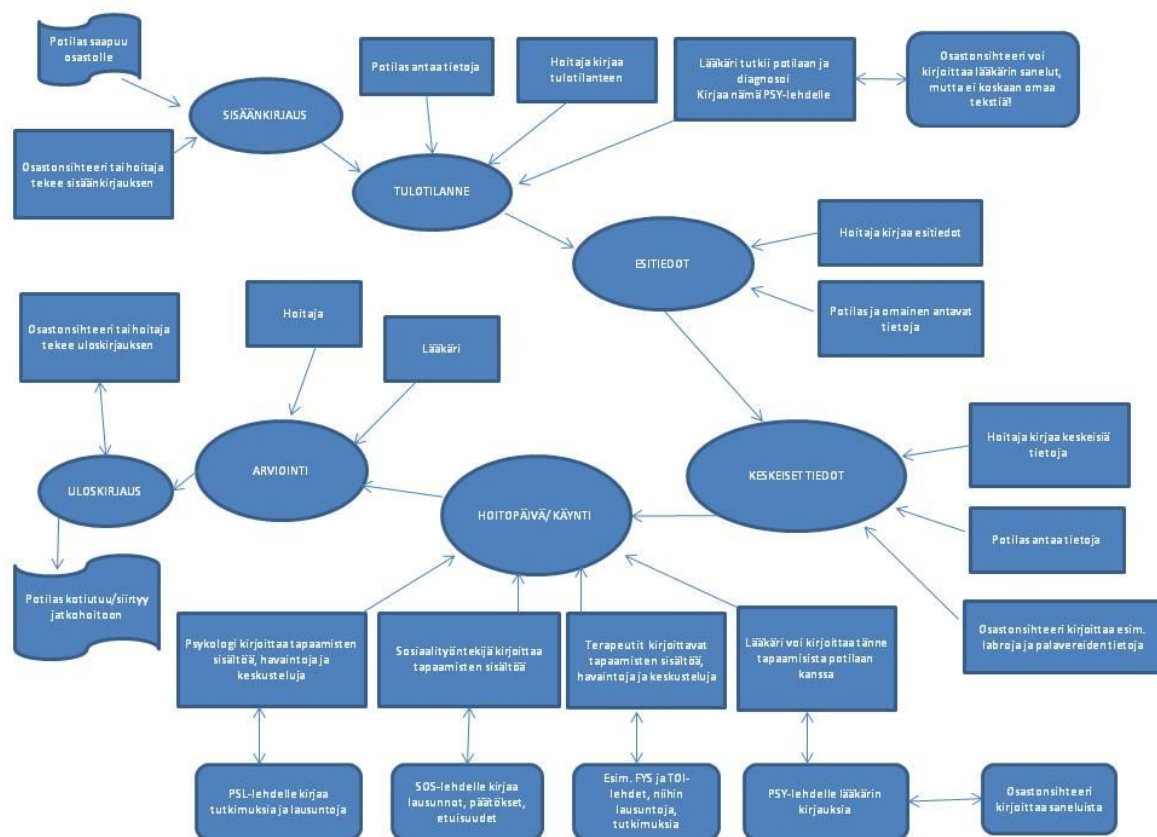 Potilas saapuu
osastolle
Potilas antaa tietoja
Hoitaja kirjaa
tulotilanteen
Lääkäri tutkii potilaan ja
diagnosoi
Kirjaa nämä PSY-lehdelle
Osastonsihteeri voi
kirjoittaa lääkärin sanelut,
mutta ei koskaan omaa
tekstiä!
SISÄÄNKIRJAUS
Osastonsihteeri tai hoitaja
tekee sisäänkirjauksen
TULOTILANNE
Hoitaja kirjaa esitiedot
ESITIEDOT
Potilas ja omainen antavat
tietoja
Hoitaja
Osastonsihteeri tai hoitaja
tekee uloskirjauksen
Lääkäri
Hoitaja kirjaa keskeisiä
tietoja
ARVIOINTI
KESKEISET TIEDOT
ULOSKIRJAUS
HOITOPÄIVÄ/ KÄYNTI
Potilas antaa tietoja
Potilas kotiutuu/siirtyy
jatkohoitoon
Osastonsihteeri kirjoittaa esim.
labroja ja palavereiden tietoja
Psykologi kirjoittaa tapaamisten
sisältöä, havaintoja ja
keskusteluja
Sosiaalityöntekijä kirjoittaa
tapaamisten sisältöä
Terapeutit kirjoittavat
tapaamisten sisältöä,
havaintoja ja keskusteluja
Lääkäri voi kirjoittaa tänne
tapaamisista potilaan
kanssa
PSL-lehdelle kirjaa
tutkimuksia ja lausuntoja
SOS-lehdelle kirjaa
lausunnot, päätökset,
etuisuudet
Esim. FYS ja TOI-
lehdet, niihin
lausuntoja,
tutkimuksia
PSY-lehdelle lääkärin
kirjauksia
Osastonsihteeri
kirjoittaa saneluista